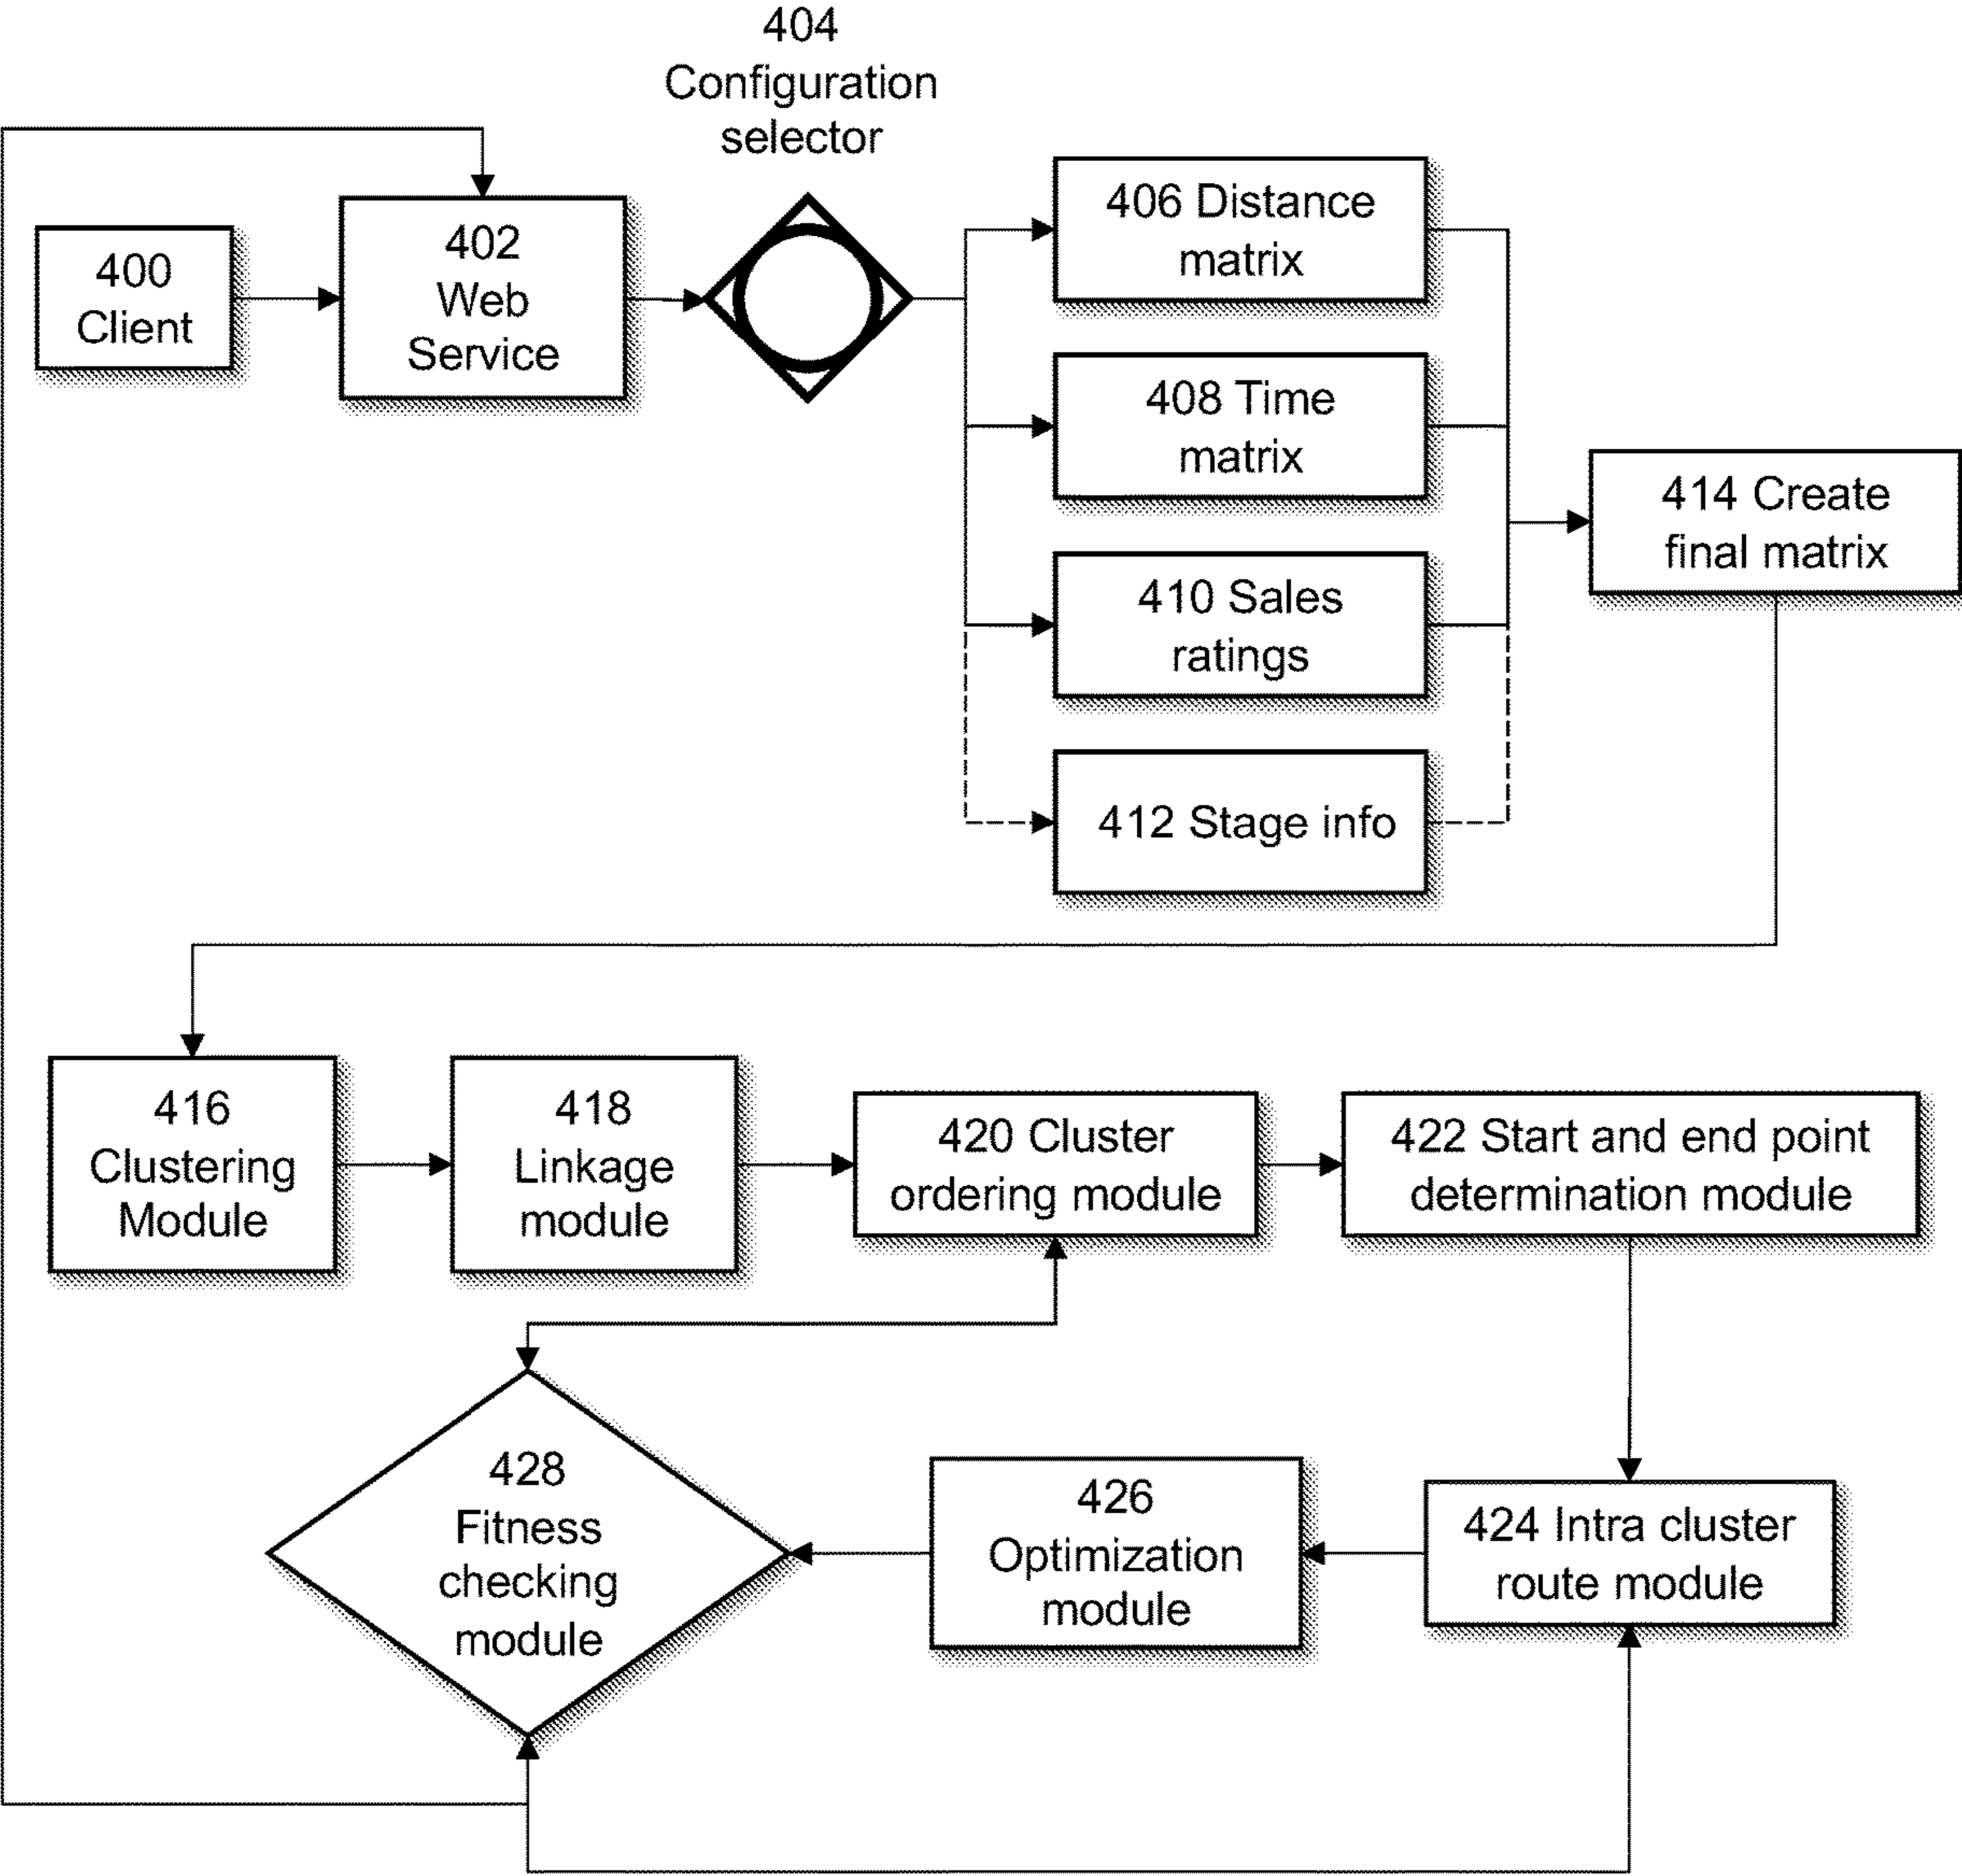 404
Configuration
selector
400
Client
402
Web
Service
406 Distance
matrix
408 Time
matrix
410 Sales
ratings
412 Stage info
414 Create
final matrix
416
Clustering
Module
418
Linkage
module
420 Cluster
ordering module
422 Start and end point
determination module
428
Fitness
checking
module
426
Optimization
module
424 Intra cluster
route module